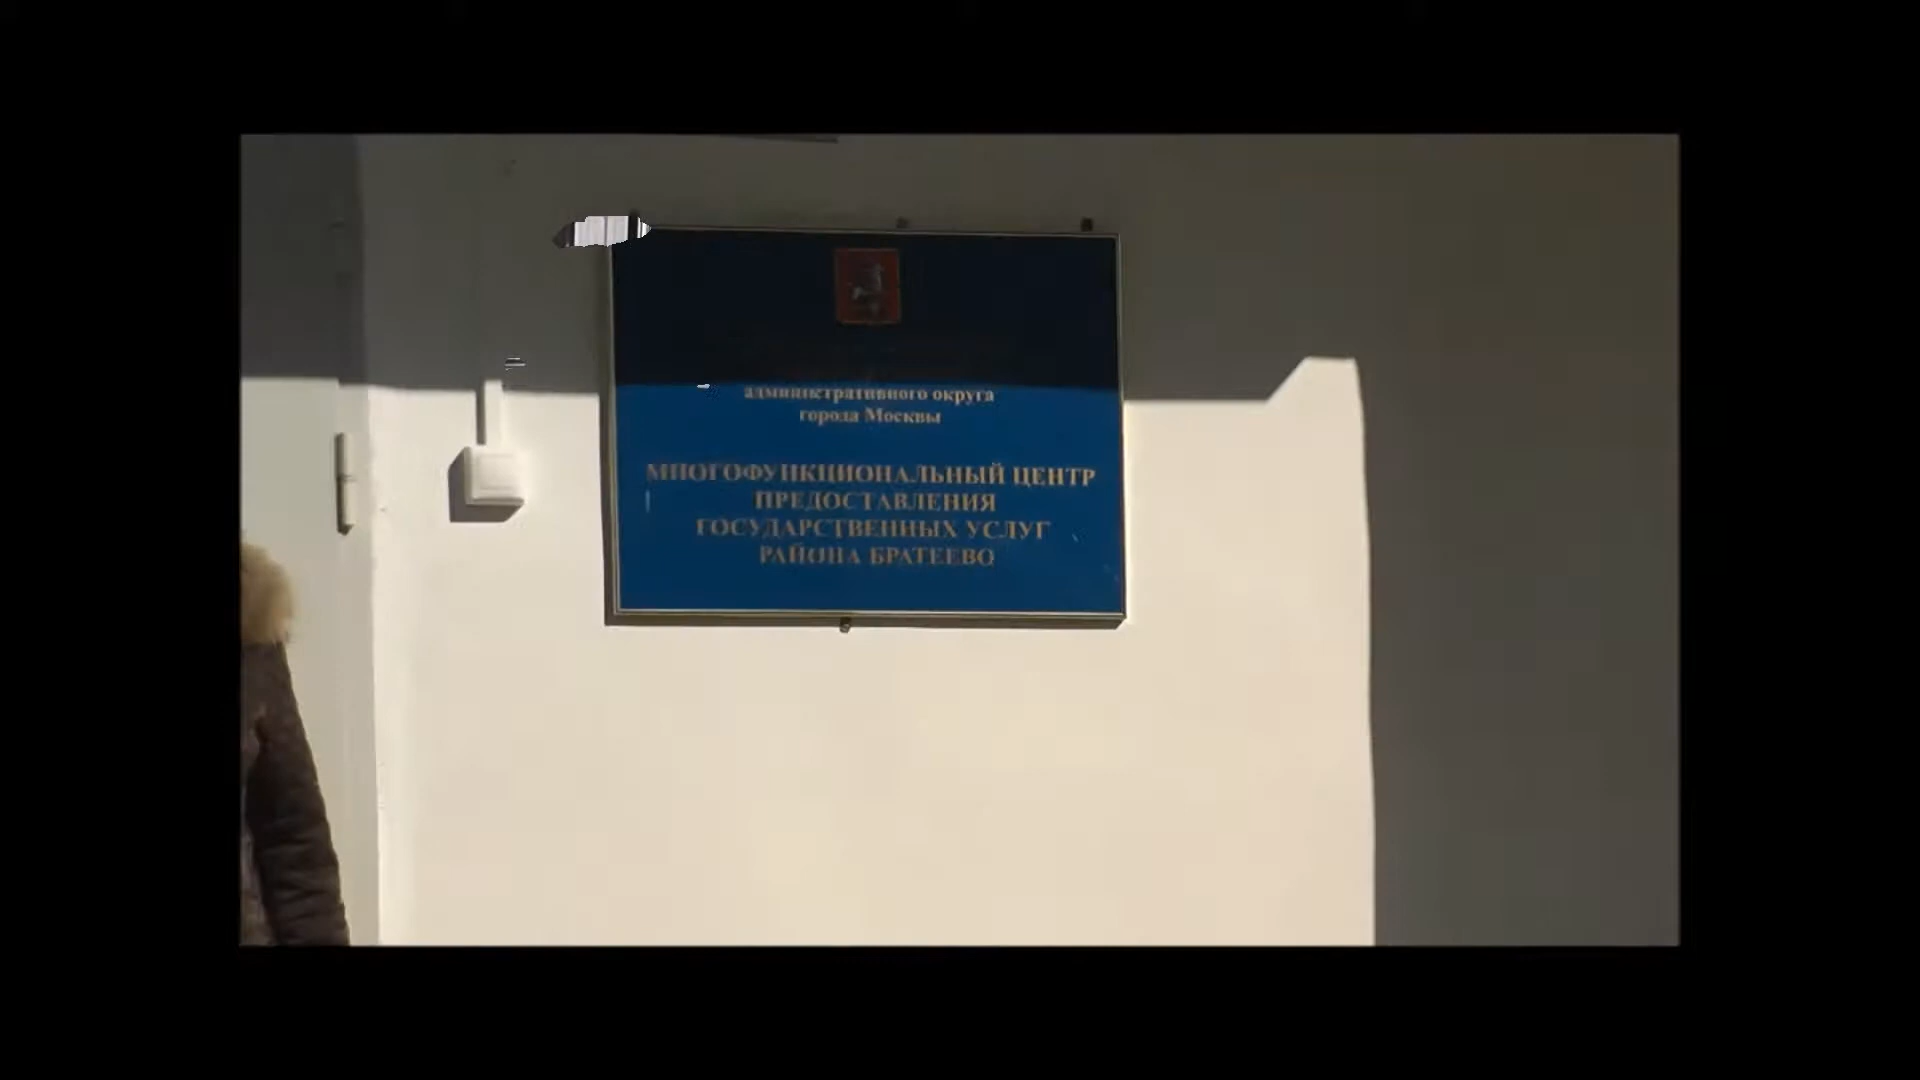 административного округа
города Москвы
МНОГОФУНКЦИОНАЛЬНЫЙ ЦЕНТР
ПРЕДОСТАВЛЕНИЯ
ГОСУДАРСТВЕННЫХ УСЛУГ
РАЙОНА БРАТЕЕВО